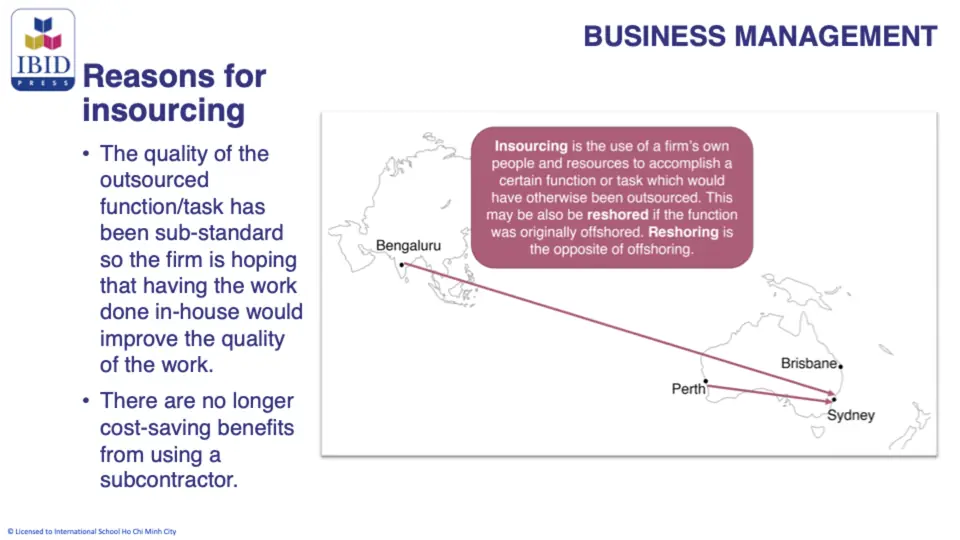 IBID
PRESS
BUSINESS MANAGEMENT
Reasons for
insourcing
• The quality of the
outsourced
function/task has
been sub-standard
so the firm is hoping
that having the work
done in-house would
improve the quality
of the work.
• There are no longer
cost-saving benefits
from using a
subcontractor.
Insourcing is the use of a firm's own
people and resources to accomplish a
certain function or task which would
have otherwise been outsourced. This
may be also be reshored if the function
was originally offshored. Reshoring is
the opposite of offshoring.
Bengaluru
Brisbane
Perth
Sydney
© Licensed to International School Ho Chi Minh City